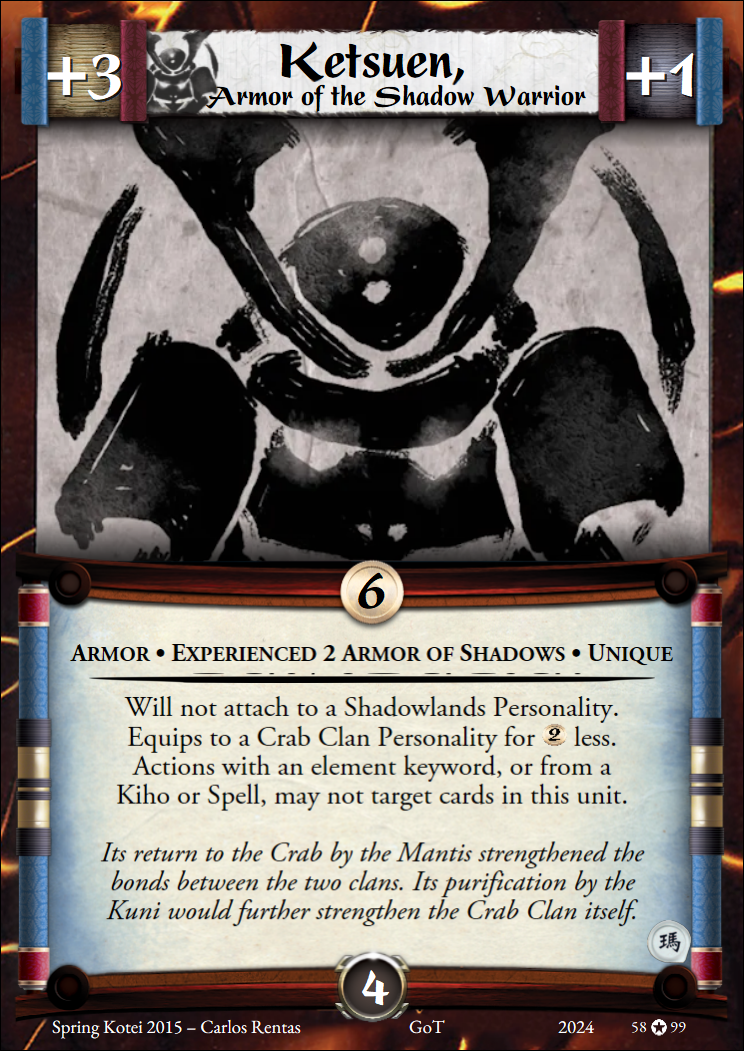 +3
Ketsuen,
Armor of the Shadow Warrior
+1
6
Armor • Experienced 2 Armor of Shadows • Unique
Will not attach to a Shadowlands Personality.
Equips to a Crab Clan Personality for 2 less.
Actions with an element keyword, or from a
Kiho or Spell, may not target cards in this unit.
Its return to the Crab by the Mantis strengthened the
bonds between the two clans. Its purification by the
Kuni would further strengthen the Crab Clan itself.
瑪
4
Spring Kotei 2015 – Carlos Rentas GoT 2024 58 ✪ 99